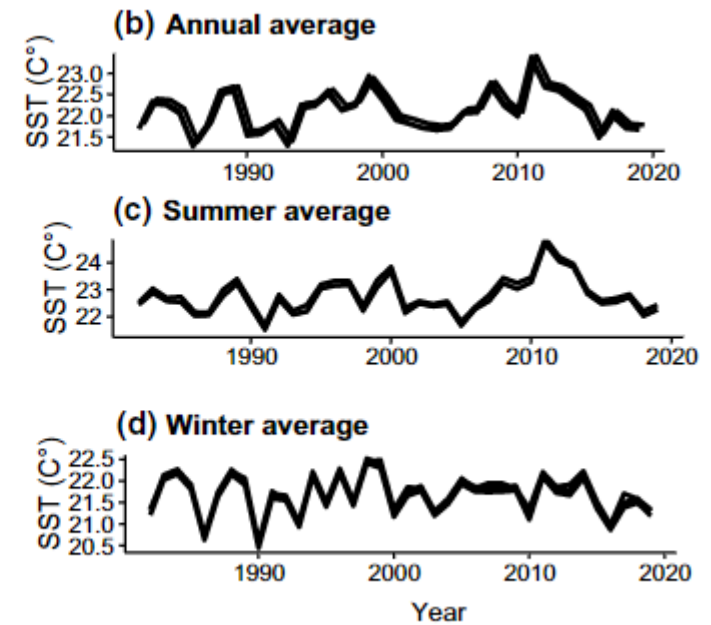 (b) Annual average
SST (C°)
23.0
22.5
22.0
21.5
1990 2000 2010 2020
(c) Summer average
SST (C°)
24
23
22
1990 2000 2010 2020
(d) Winter average
SST (C°)
22.5
22.0
21.5
21.0
20.5
1990 2000 2010 2020
Year